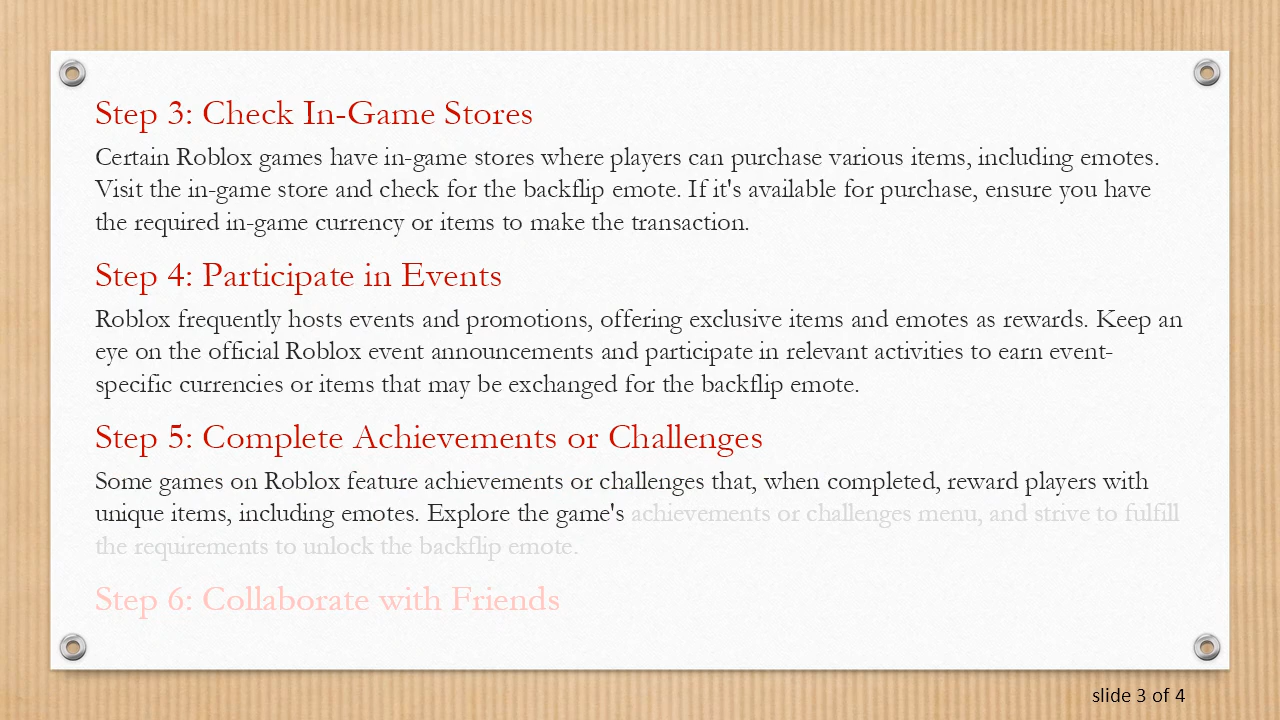 Step 3: Check In-Game Stores
Certain Roblox games have in-game stores where players can purchase various items, including emotes.
Visit the in-game store and check for the backflip emote. If it's available for purchase, ensure you have
the required in-game currency or items to make the transaction.
Step 4: Participate in Events
Roblox frequently hosts events and promotions, offering exclusive items and emotes as rewards. Keep an
eye on the official Roblox event announcements and participate in relevant activities to earn event-
specific currencies or items that may be exchanged for the backflip emote.
Step 5: Complete Achievements or Challenges
Some games on Roblox feature achievements or challenges that, when completed, reward players with
unique items, including emotes. Explore the game's achievements or challenges menu, and strive to fulfill
the requirements to unlock the backflip emote.
Step 6: Collaborate with Friends
slide 3 of 4